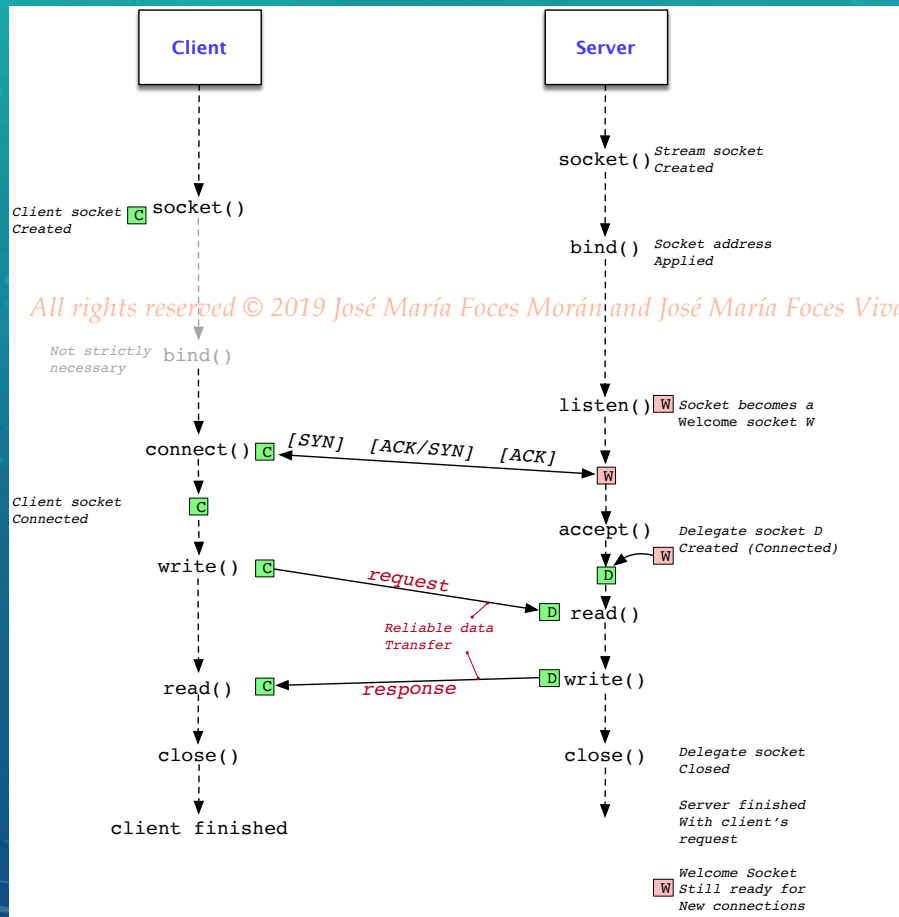 Client
Server
socket()
Stream socket
Created
Client socket
Created
C
socket()
bind()
Socket address
Applied
All rights reserved © 2019 José María Foces Morán and José María Foces Viva
Not strictly
necessary
bind()
listen()
W
Socket becomes a
Welcome socket W
connect()
C
[SYN] [ACK/SYN] [ACK]
W
Client socket
Connected
C
accept()
Delegate socket D
Created (Connected)
W
D
write()
C
request
D
read()
Reliable data
Transfer
read()
C
response
D
write()
close()
close()
Delegate socket
Closed
client finished
Server finished
With client's
request
W
Welcome Socket
Still ready for
New connections